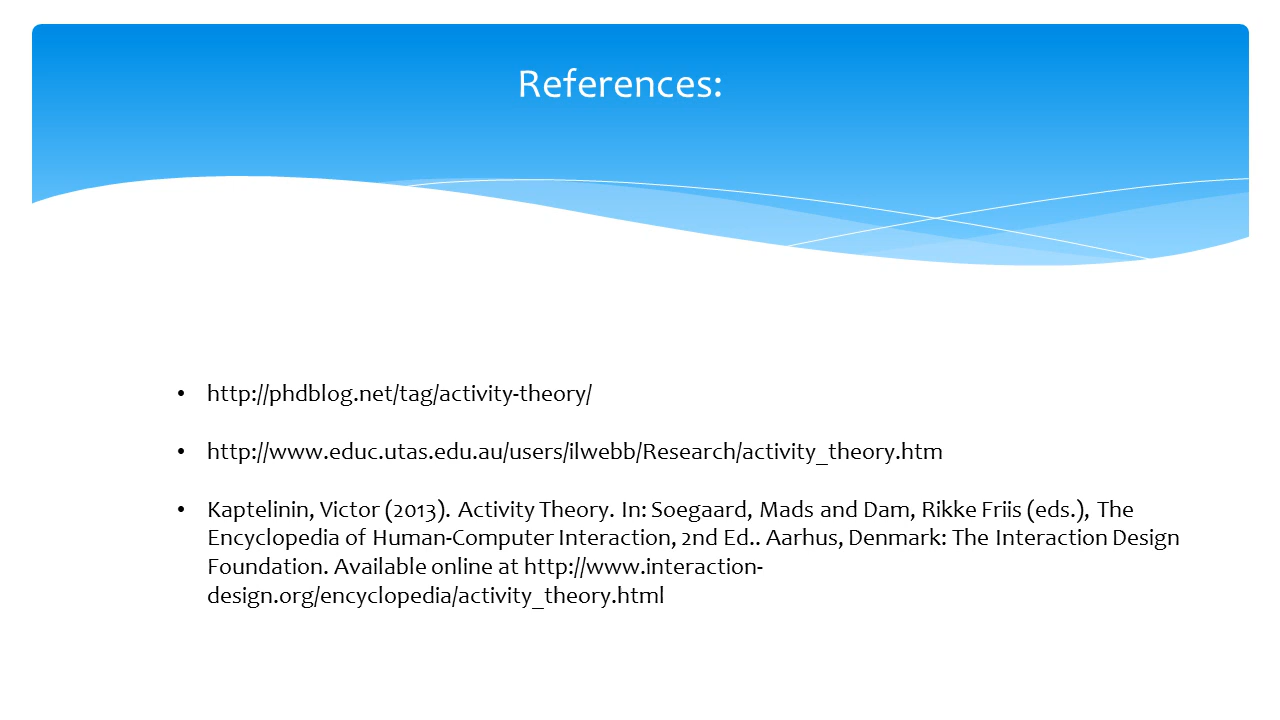 References:
• http://phdblog.net/tag/activity-theory/
• http://www.educ.utas.edu.au/users/ilwebb/Research/activity_theory.htm
• Kaptelinin, Victor (2013). Activity Theory. In: Soegaard, Mads and Dam, Rikke Friis (eds.), The
Encyclopedia of Human-Computer Interaction, 2nd Ed.. Aarhus, Denmark: The Interaction Design
Foundation. Available online at http://www.interaction-
design.org/encyclopedia/activity_theory.html